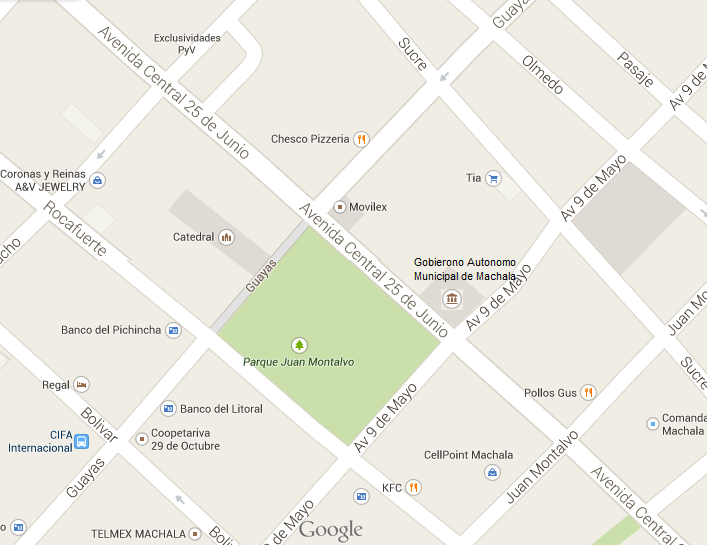 Exclusividades
PyV
Guayas
Avenida Central 25 de Junio
Sucre
Olmedo
Pasaje
Av 9 de Mayo
Chesco Pizzeria
Coronas y Reinas
A&V JEWELRY
Tia
Rocafuerte
Movilex
Av 9 de Mayo
Catedral
Avenida Central 25 de Junio
acho
Guayas
Gobierono Autonomo
Municipal de Machala
Av 9 de Mayo
Juan Mo
Banco del Pichincha
Parque Juan Montalvo
Sucre
Regal
Pollos Gus
Banco del Litoral
Bolivar
CIFA
Internacional
Coopetariva
29 de Octubre
Av 9 de Mayo
Comanda
Machala
CellPoint Machala
Juan Montalvo
Guayas
KFC
Avenida Central
o
TELMEX MACHALA
Bolivar
9 de Mayo
Google